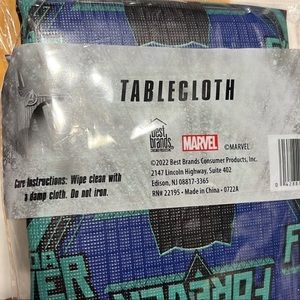 TABLECLOTH
best
brands
MARVEL
©MARVEL
Care Instructions: Wipe clean with
a damp cloth. Do not iron.
©2022 Best Brands Consumer Products, Inc.
2147 Lincoln Highway, Suite 402
Edison, NJ 08817-3365
RN# 22195 • Made in China • 0722A
FOREVER